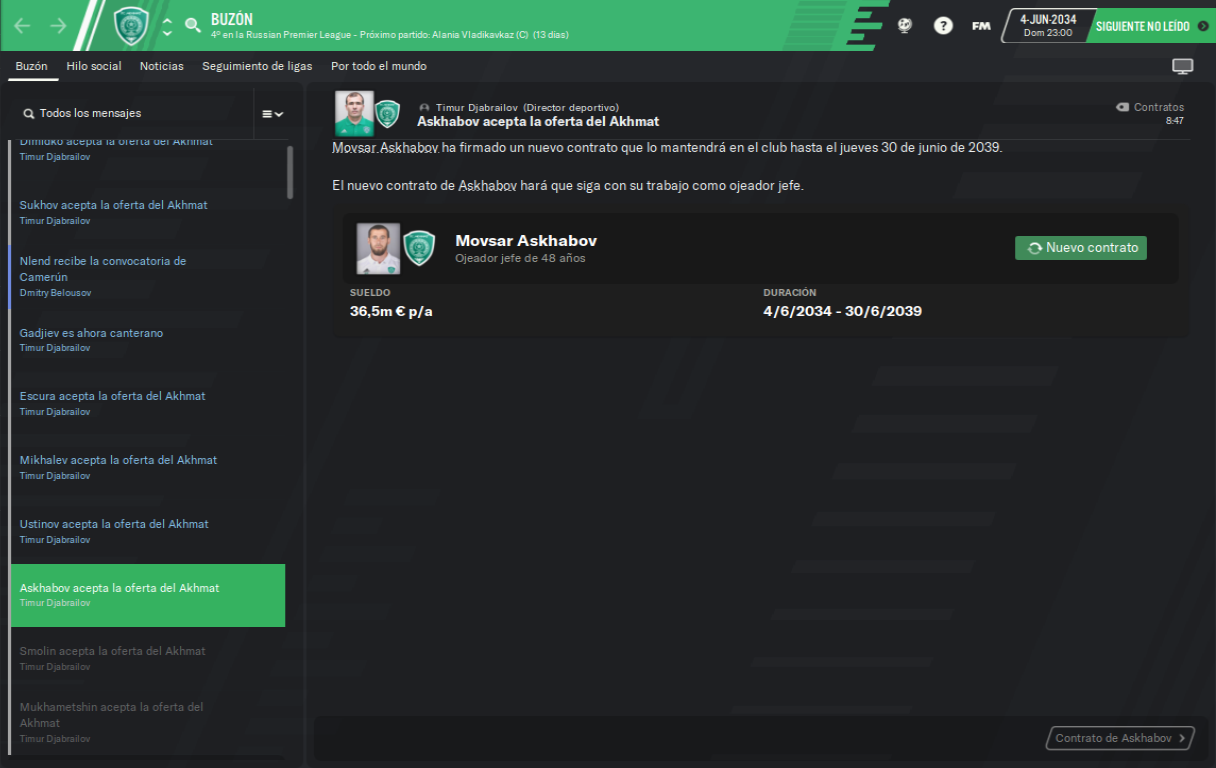 BUZÓN
4º en la Russian Premier League - Próximo partido: Alania Vladikavkaz (C) (13 días)
?
FM
4-JUN-2034
Dom 23:00
SIGUIENTE NO LEÍDO
Buzón
Hilo social
Noticias
Seguimiento de ligas
Por todo el mundo
Todos los mensajes
Dimidko acepta la oferta del Akhmat
Timur Djabrailov
Sukhov acepta la oferta del Akhmat
Timur Djabrailov
Nlend recibe la convocatoria de
Camerún
Dmitry Belousov
Gadjiev es ahora canterano
Timur Djabrailov
Escura acepta la oferta del Akhmat
Timur Djabrailov
Mikhalev acepta la oferta del Akhmat
Timur Djabrailov
Ustinov acepta la oferta del Akhmat
Timur Djabrailov
Askhabov acepta la oferta del Akhmat
Timur Djabrailov
Smolin acepta la oferta del Akhmat
Timur Djabrailov
Mukhametshin acepta la oferta del
Akhmat
Timur Djabrailov
Timur Djabrailov (Director deportivo)
Askhabov acepta la oferta del Akhmat
Contratos
8:47
Movsar Askhabov ha firmado un nuevo contrato que lo mantendrá en el club hasta el jueves 30 de junio de 2039.
El nuevo contrato de Askhabov hará que siga con su trabajo como ojeador jefe.
Movsar Askhabov
Ojeador jefe de 48 años
Nuevo contrato
SUELDO
36,5m € p/a
DURACIÓN
4/6/2034 - 30/6/2039
Contrato de Askhabov